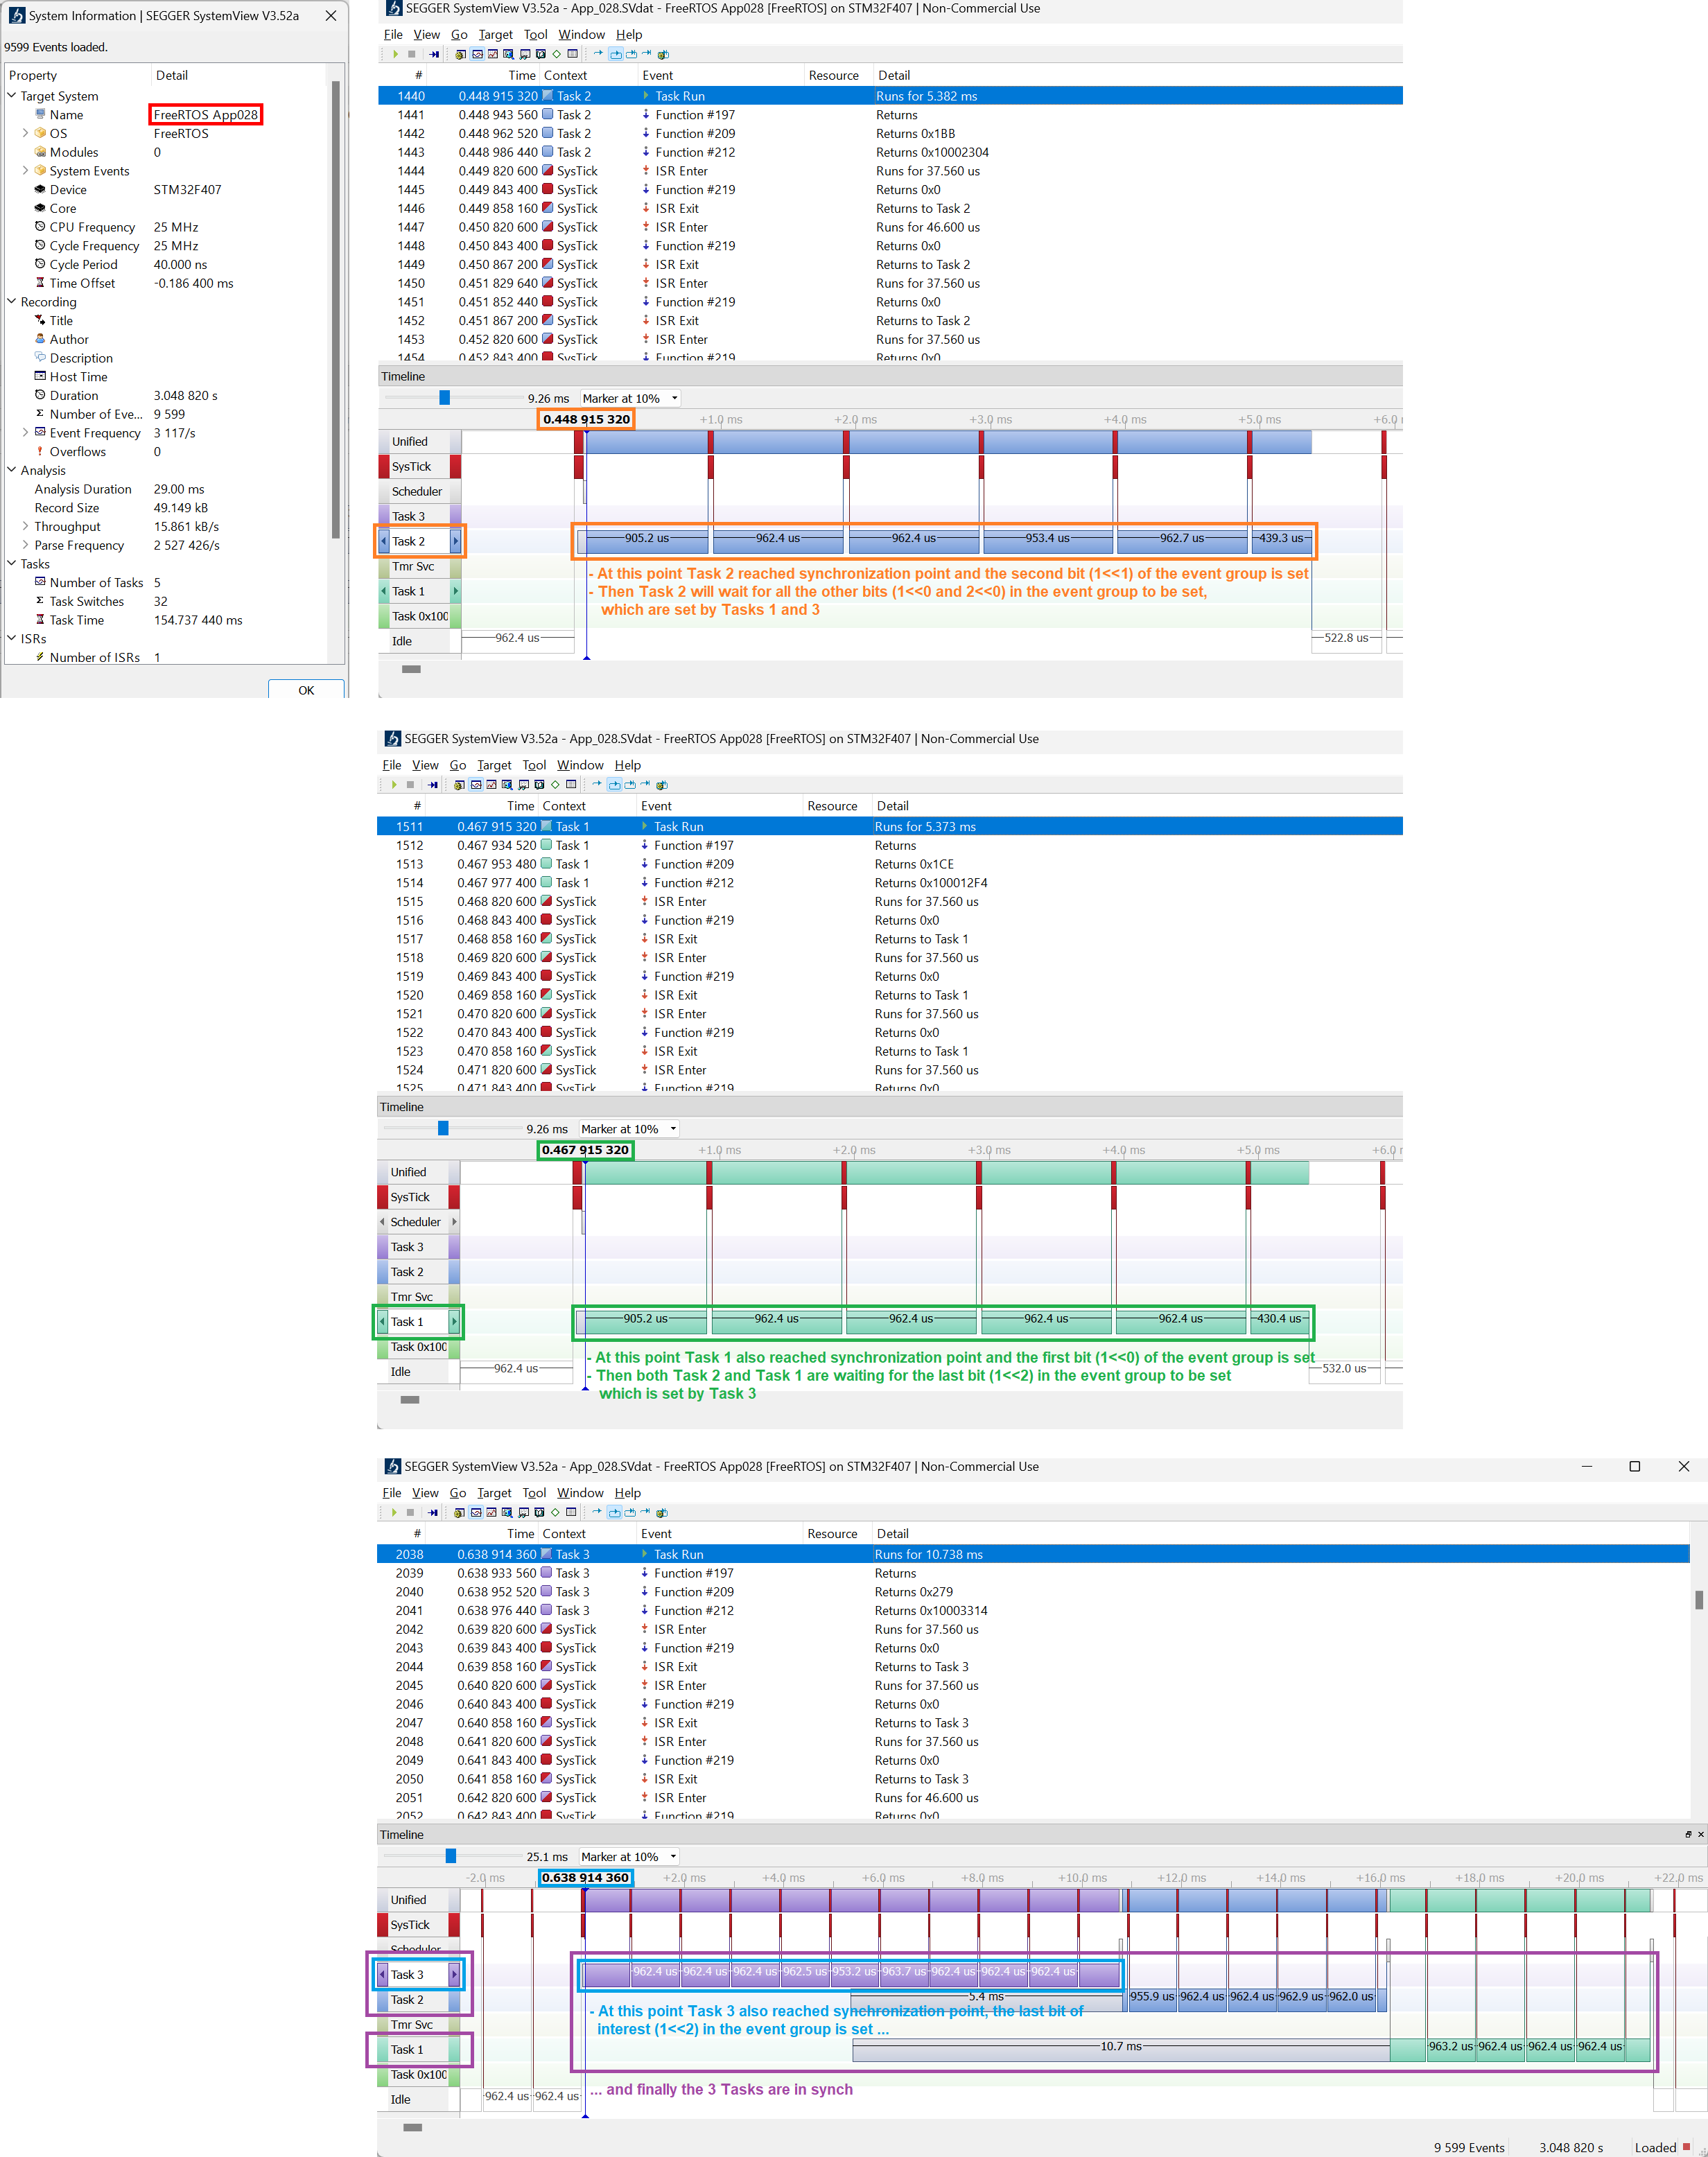 System Information | SEGGER SystemView V3.52a
9599 Events loaded.
Property Detail
Target System
Name FreeRTOS App028
OS FreeRTOS
Modules 0
System Events
Device STM32F407
Core
CPU Frequency 25 MHz
Cycle Frequency 25 MHz
Cycle Period 40.000 ns
Time Offset -0.186 400 ms
Recording
Title
Author
Description
Host Time
Duration 3.048 820 s
Number of Eve... 9 599
Event Frequency 3 117/s
Overflows 0
Analysis
Analysis Duration 29.00 ms
Record Size 49.149 kB
Throughput 15.861 kB/s
Parse Frequency 2 527 426/s
Tasks
Number of Tasks 5
Task Switches 32
Task Time 154.737 440 ms
ISRs
Number of ISRs 1
OK
SEGGER SystemView V3.52a - App_028.SVdat - FreeRTOS App028 [FreeRTOS] on STM32F407 | Non-Commercial Use
File View Go Target Tool Window Help
# Time Context Event Resource Detail
1440 0.448 915 320 Task 2 Task Run Runs for 5.382 ms
1441 0.448 943 560 Task 2 Function #197 Returns
1442 0.448 962 520 Task 2 Function #209 Returns 0x1BB
1443 0.448 986 440 Task 2 Function #212 Returns 0x10002304
1444 0.449 820 600 SysTick ISR Enter Runs for 37.560 us
1445 0.449 843 400 SysTick Function #219 Returns 0x0
1446 0.449 858 160 SysTick ISR Exit Returns to Task 2
1447 0.450 820 600 SysTick ISR Enter Runs for 46.600 us
1448 0.450 843 400 SysTick Function #219 Returns 0x0
1449 0.450 867 200 SysTick ISR Exit Returns to Task 2
1450 0.451 829 640 SysTick ISR Enter Runs for 37.560 us
1451 0.451 852 440 SysTick Function #219 Returns 0x0
1452 0.451 867 200 SysTick ISR Exit Returns to Task 2
1453 0.452 820 600 SysTick ISR Enter Runs for 37.560 us
1454 0.452 843 400 SysTick Function #219 Returns 0x0
Timeline
9.26 ms Marker at 10%
0.448 915 320 +1.0 ms +2.0 ms +3.0 ms +4.0 ms +5.0 ms +6.0
Unified
SysTick
Scheduler
Task 3
Task 2 905.2 us 962.4 us 962.4 us 953.4 us 962.7 us 439.3 us
Tmr Svc
Task 1
Task 0x100
Idle 962.4 us 522.8 us
- At this point Task 2 reached synchronization point and the second bit (1<<1) of the event group is set
- Then Task 2 will wait for all the other bits (1<<0 and 2<<0) in the event group to be set,
which are set by Tasks 1 and 3
SEGGER SystemView V3.52a - App_028.SVdat - FreeRTOS App028 [FreeRTOS] on STM32F407 | Non-Commercial Use
File View Go Target Tool Window Help
# Time Context Event Resource Detail
1511 0.467 915 320 Task 1 Task Run Runs for 5.373 ms
1512 0.467 934 520 Task 1 Function #197 Returns
1513 0.467 953 480 Task 1 Function #209 Returns 0x1CE
1514 0.467 977 400 Task 1 Function #212 Returns 0x100012F4
1515 0.468 820 600 SysTick ISR Enter Runs for 37.560 us
1516 0.468 843 400 SysTick Function #219 Returns 0x0
1517 0.468 858 160 SysTick ISR Exit Returns to Task 1
1518 0.469 820 600 SysTick ISR Enter Runs for 37.560 us
1519 0.469 843 400 SysTick Function #219 Returns 0x0
1520 0.469 858 160 SysTick ISR Exit Returns to Task 1
1521 0.470 820 600 SysTick ISR Enter Runs for 37.560 us
1522 0.470 843 400 SysTick Function #219 Returns 0x0
1523 0.470 858 160 SysTick ISR Exit Returns to Task 1
1524 0.471 820 600 SysTick ISR Enter Runs for 37.560 us
1525 0.471 843 400 SysTick Function #219 Returns 0x0
Timeline
9.26 ms Marker at 10%
0.467 915 320 +1.0 ms +2.0 ms +3.0 ms +4.0 ms +5.0 ms +6.0
Unified
SysTick
Scheduler
Task 3
Task 2
Tmr Svc
Task 1 905.2 us 962.4 us 962.4 us 962.4 us 962.4 us 430.4 us
Task 0x100
Idle 962.4 us 532.0 us
- At this point Task 1 also reached synchronization point and the first bit (1<<0) of the event group is set
- Then both Task 2 and Task 1 are waiting for the last bit (1<<2) in the event group to be set
which is set by Task 3
SEGGER SystemView V3.52a - App_028.SVdat - FreeRTOS App028 [FreeRTOS] on STM32F407 | Non-Commercial Use
File View Go Target Tool Window Help
# Time Context Event Resource Detail
2038 0.638 914 360 Task 3 Task Run Runs for 10.738 ms
2039 0.638 933 560 Task 3 Function #197 Returns
2040 0.638 952 520 Task 3 Function #209 Returns 0x279
2041 0.638 976 440 Task 3 Function #212 Returns 0x10003314
2042 0.639 820 600 SysTick ISR Enter Runs for 37.560 us
2043 0.639 843 400 SysTick Function #219 Returns 0x0
2044 0.639 858 160 SysTick ISR Exit Returns to Task 3
2045 0.640 820 600 SysTick ISR Enter Runs for 37.560 us
2046 0.640 843 400 SysTick Function #219 Returns 0x0
2047 0.640 858 160 SysTick ISR Exit Returns to Task 3
2048 0.641 820 600 SysTick ISR Enter Runs for 37.560 us
2049 0.641 843 400 SysTick Function #219 Returns 0x0
2050 0.641 858 160 SysTick ISR Exit Returns to Task 3
2051 0.642 820 600 SysTick ISR Enter Runs for 46.600 us
2052 0.642 843 400 SysTick Function #219 Returns 0x0
Timeline
25.1 ms Marker at 10%
-2.0 ms 0.638 914 360 +2.0 ms +4.0 ms +6.0 ms +8.0 ms +10.0 ms +12.0 ms +14.0 ms +16.0 ms +18.0 ms +20.0 ms +22.0 ms
Unified
SysTick
Scheduler
Task 3 962.4 us 962.4 us 962.4 us 962.5 us 953.2 us 963.7 us 962.4 us 962.4 us 962.4 us
Task 2 5.4 ms 955.9 us 962.4 us 962.4 us 962.9 us 962.0 us
Tmr Svc
Task 1 10.7 ms 963.2 us 962.4 us 962.4 us 962.4 us
Task 0x100
Idle 962.4 us 962.4 us
- At this point Task 3 also reached synchronization point, the last bit of
interest (1<<2) in the event group is set ...
... and finally the 3 Tasks are in synch
9 599 Events 3.048 820 s Loaded